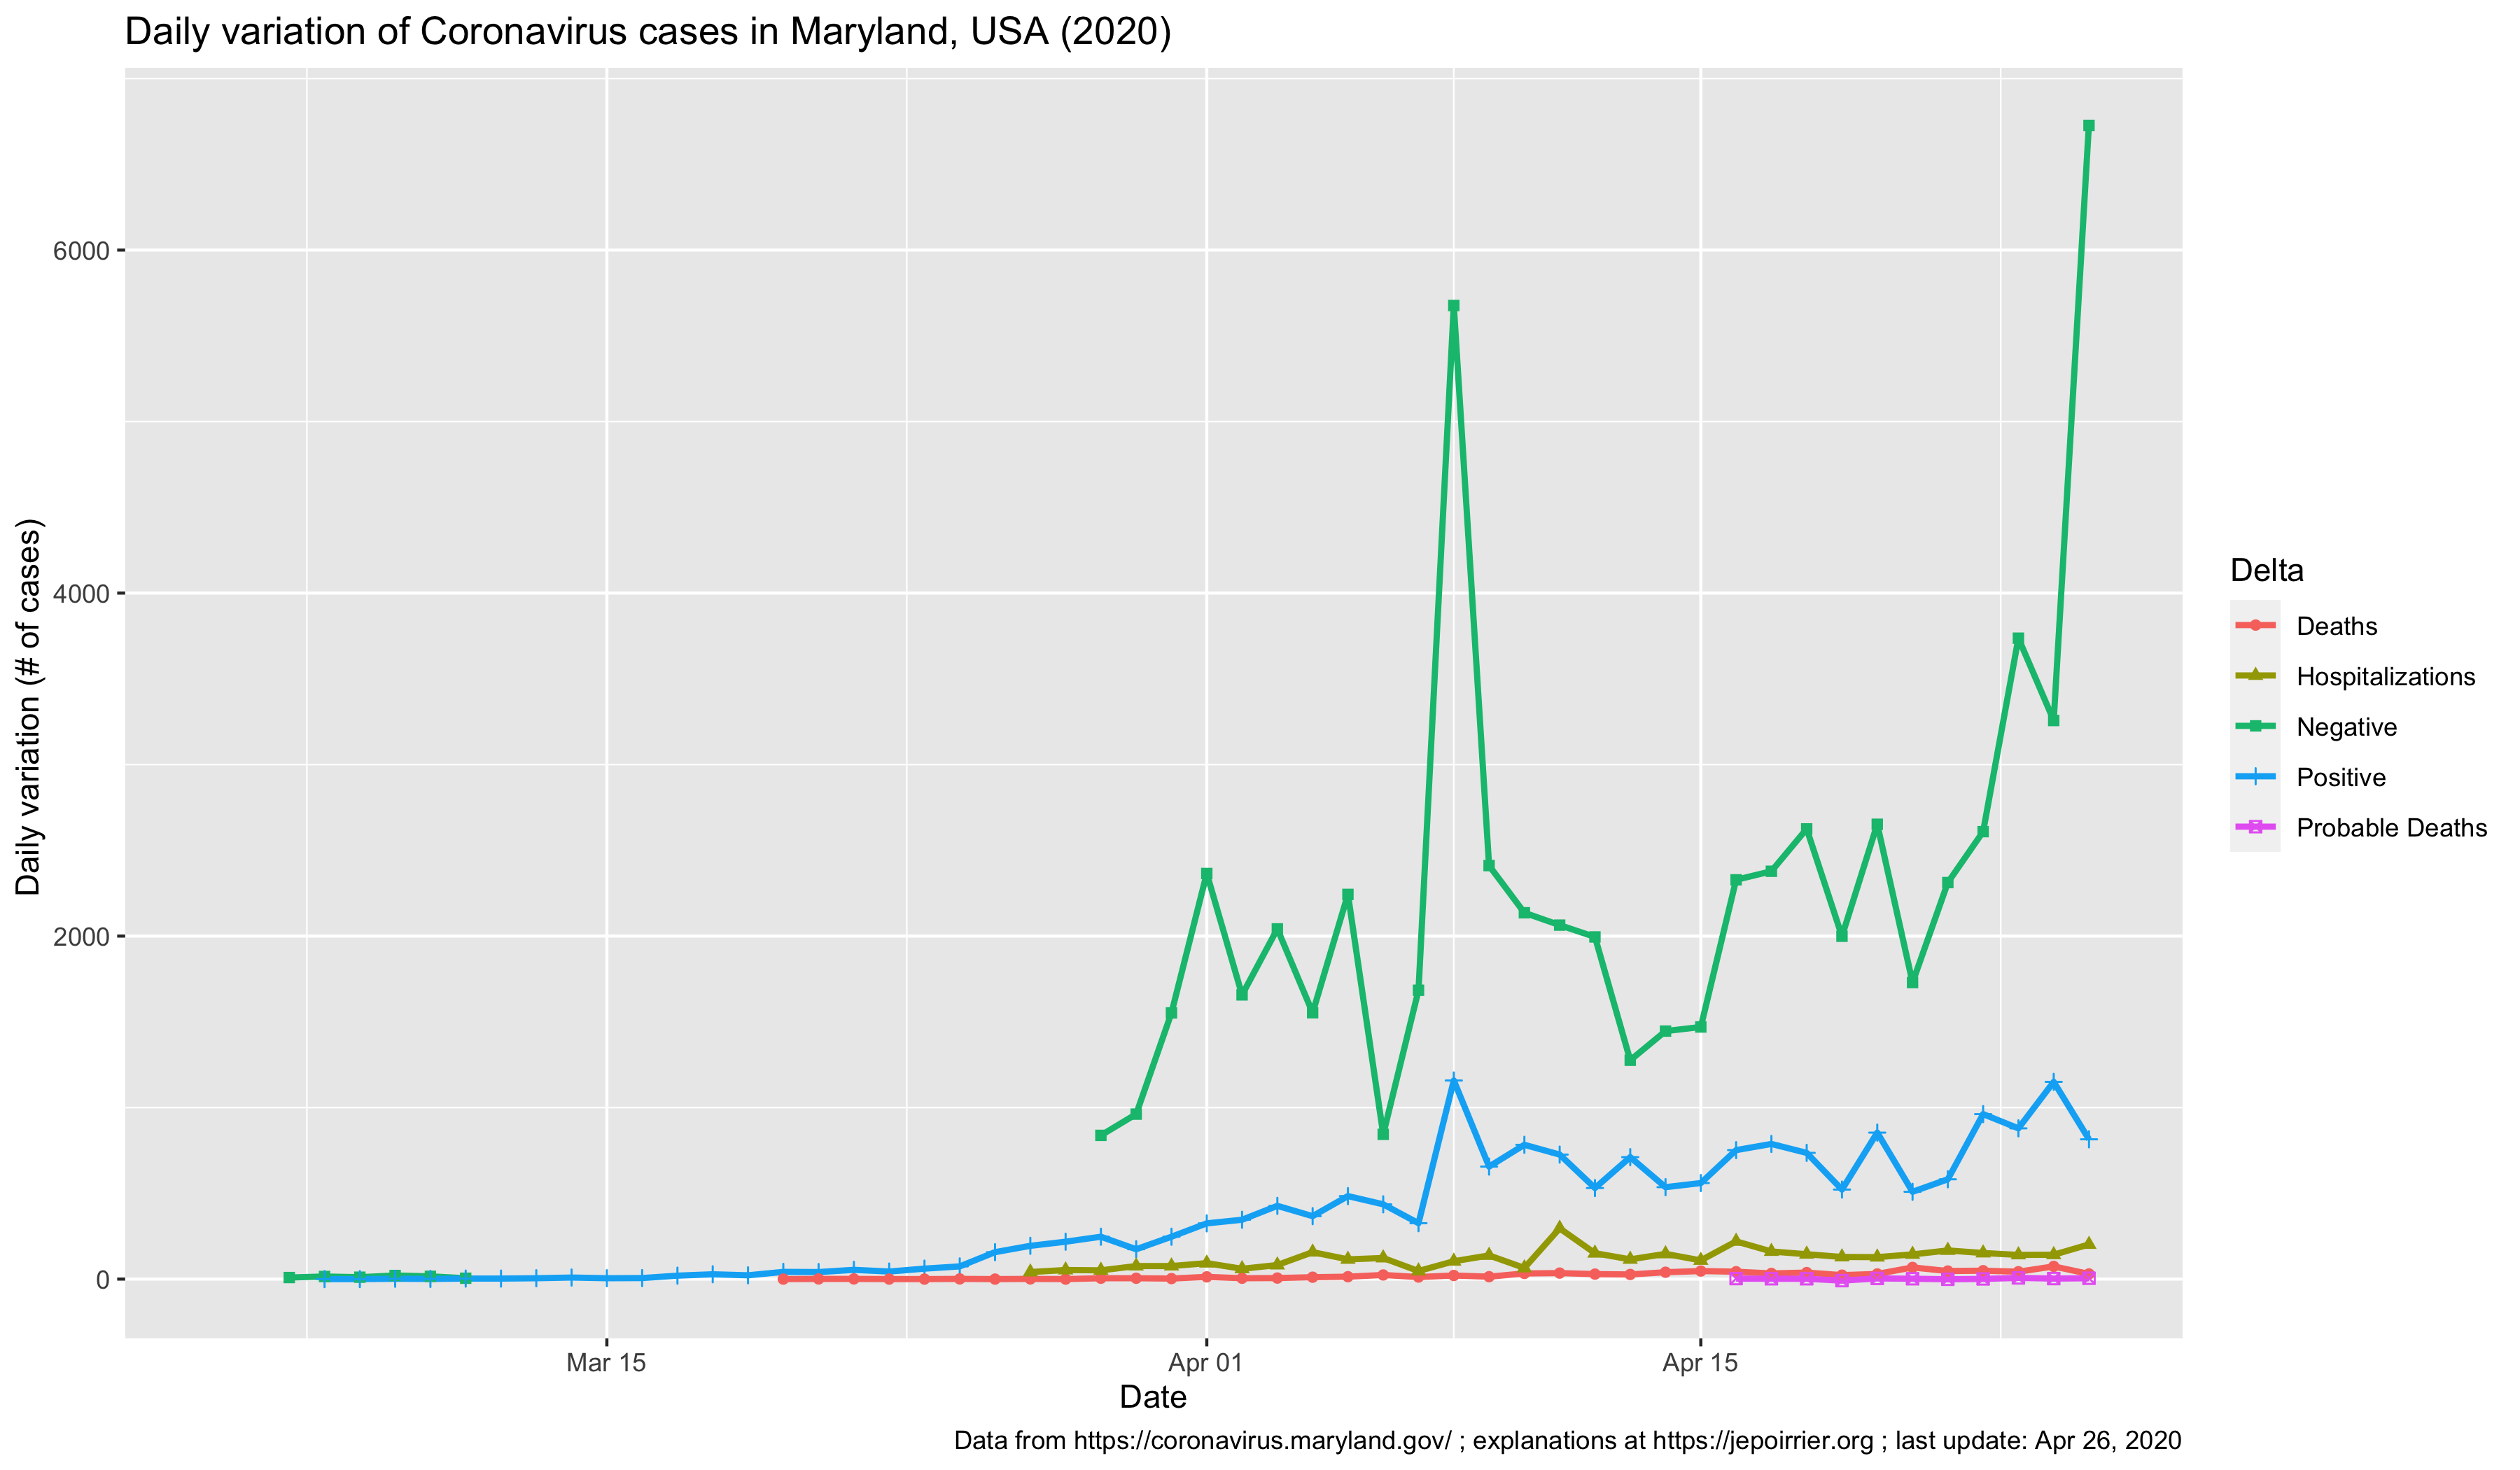 Daily variation of Coronavirus cases in Maryland, USA (2020)
Daily variation (# of cases)
6000
4000
2000
0
Mar 15
Apr 01
Apr 15
Date
Delta
Deaths
Hospitalizations
Negative
Positive
Probable Deaths
Data from https://coronavirus.maryland.gov/ ; explanations at https://jepoirrier.org ; last update: Apr 26, 2020